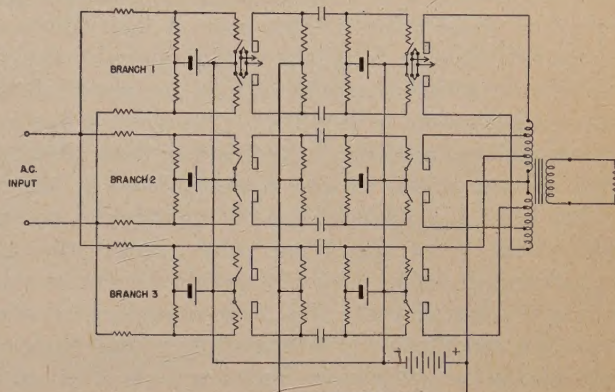 BRANCH 1
A.C.
INPUT
BRANCH 2
BRANCH 3
- +